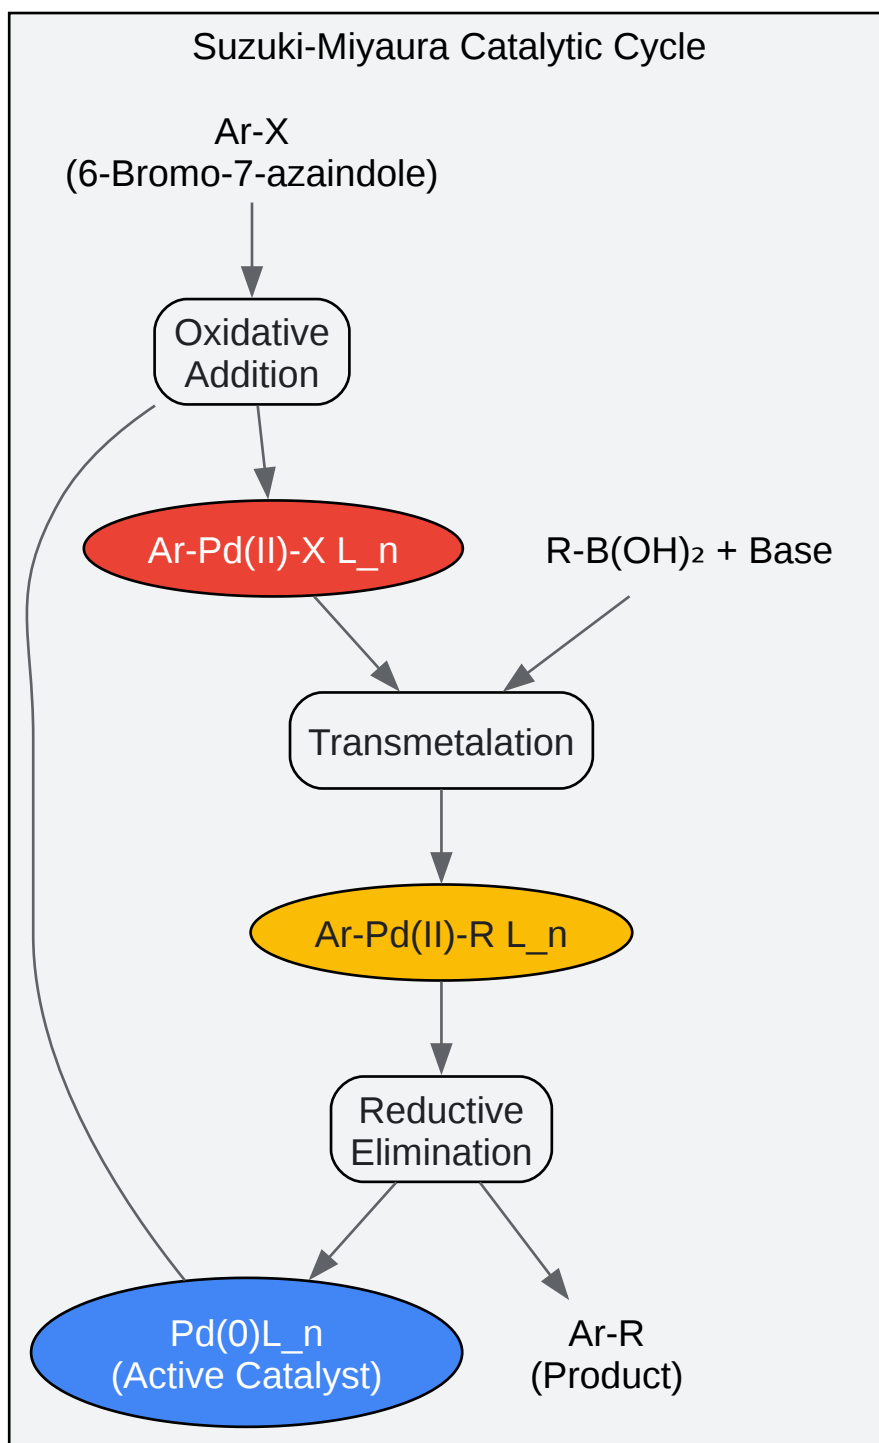 Suzuki-Miyaura Catalytic Cycle
Ar-X
(6-Bromo-7-azaindole)
Oxidative
Addition
Ar-Pd(II)-X L_n
R-B(OH)₂ + Base
Transmetalation
Ar-Pd(II)-R L_n
Reductive
Elimination
Pd(0)L_n
(Active Catalyst)
Ar-R
(Product)